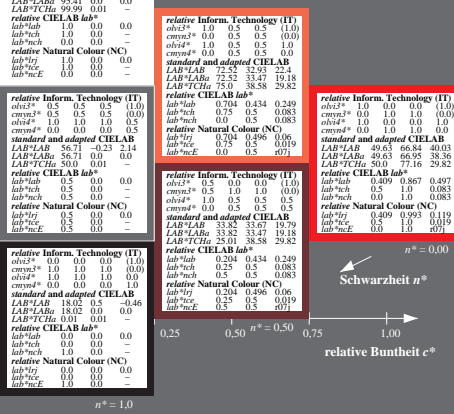 LAB*LABa 95.41 0.0 0.0
LAB*TCHa 99.99 0.01 –
relative CIELAB lab*
lab*lab 1.0 0.0 0.0
lab*tch 1.0 0.0 –
lab*nch 0.0 0.0 –
relative Natural Colour (NC)
lab*lrj 1.0 0.0 0.0
lab*tce 1.0 0.0 –
lab*ncE 0.0 0.0 –
relative Inform. Technology (IT)
olvi3* 1.0 0.5 0.5 (1.0)
cmyn3* 0.0 0.5 0.5 (0.0)
olvi4* 1.0 0.5 0.5 1.0
cmyn4* 0.0 0.5 0.5 0.0
standard and adapted CIELAB
LAB*LAB 72.52 32.93 22.4
LAB*LABa 72.52 33.47 19.18
LAB*TCHa 75.0 38.58 29.82
relative CIELAB lab*
lab*lab 0.704 0.434 0.249
lab*tch 0.75 0.5 0.083
lab*nch 0.0 0.5 0.083
relative Natural Colour (NC)
lab*lrj 0.704 0.496 0.06
lab*tce 0.75 0.5 0.019
lab*ncE 0.0 0.5 r07j
relative Inform. Technology (IT)
olvi3* 0.5 0.5 0.5 (1.0)
cmyn3* 0.5 0.5 0.5 (0.0)
olvi4* 1.0 1.0 1.0 0.5
cmyn4* 0.0 0.0 0.0 0.5
standard and adapted CIELAB
LAB*LAB 56.71 –0.23 2.14
LAB*LABa 56.71 0.0 0.0
LAB*TCHa 50.0 0.01 –
relative CIELAB lab*
lab*lab 0.5 0.0 0.0
lab*tch 0.5 0.0 –
lab*nch 0.5 0.0 –
relative Natural Colour (NC)
lab*lrj 0.5 0.0 0.0
lab*tce 0.5 0.0 –
lab*ncE 0.5 0.0 –
relative Inform. Technology (IT)
olvi3* 1.0 0.0 0.0 (1.0)
cmyn3* 0.0 1.0 1.0 (0.0)
olvi4* 1.0 0.0 0.0 1.0
cmyn4* 0.0 1.0 1.0 0.0
standard and adapted CIELAB
LAB*LAB 49.63 66.84 40.03
LAB*LABa 49.63 66.95 38.36
LAB*TCHa 50.0 77.16 29.82
relative CIELAB lab*
lab*lab 0.409 0.867 0.497
lab*tch 0.5 1.0 0.083
lab*nch 0.0 1.0 0.083
relative Natural Colour (NC)
lab*lrj 0.409 0.993 0.119
lab*tce 0.5 1.0 0.019
lab*ncE 0.0 1.0 r07j
relative Inform. Technology (IT)
olvi3* 0.5 0.0 0.0 (1.0)
cmyn3* 0.5 1.0 1.0 (0.0)
olvi4* 1.0 0.5 0.5 0.5
cmyn4* 0.0 0.5 0.5 0.5
standard and adapted CIELAB
LAB*LAB 33.82 33.67 19.79
LAB*LABa 33.82 33.47 19.18
LAB*TCHa 25.01 38.58 29.82
relative CIELAB lab*
lab*lab 0.204 0.434 0.249
lab*tch 0.25 0.5 0.083
lab*nch 0.5 0.5 0.083
relative Natural Colour (NC)
lab*lrj 0.204 0.496 0.06
lab*tce 0.25 0.5 0.019
lab*ncE 0.5 0.5 r07j
relative Inform. Technology (IT)
olvi3* 0.0 0.0 0.0 (1.0)
cmyn3* 1.0 1.0 1.0 (0.0)
olvi4* 1.0 1.0 1.0 0.0
cmyn4* 0.0 0.0 0.0 1.0
standard and adapted CIELAB
LAB*LAB 18.02 0.5 –0.46
LAB*LABa 18.02 0.0 0.0
LAB*TCHa 0.01 0.01 –
relative CIELAB lab*
lab*lab 0.0 0.0 0.0
lab*tch 0.0 0.0 –
lab*nch 1.0 0.0 –
relative Natural Colour (NC)
lab*lrj 0.0 0.0 0.0
lab*tce 0.0 0.0 –
lab*ncE 1.0 0.0 –
n* = 0,00
Schwarzheit n*
0,25 0,50 n* = 0,50 0,75 1,00
relative Buntheit c*
n* = 1,0